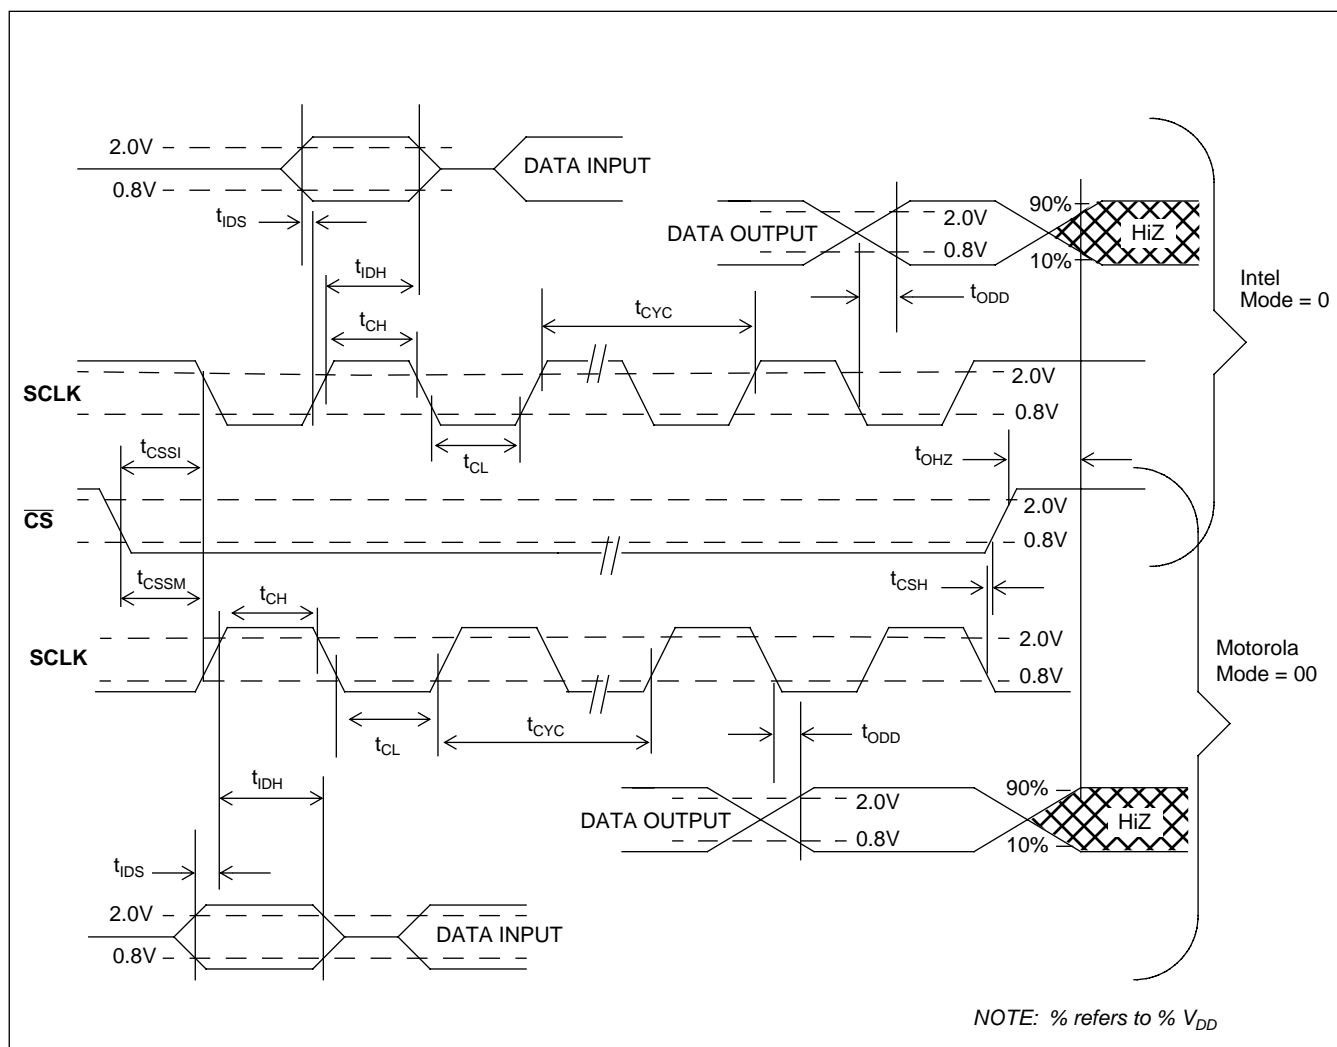 2.0V
DATA INPUT
0.8V
tIDS
90%
2.0V
HiZ
DATA OUTPUT
0.8V
10%
tIDH
tODD
Intel
Mode = 0
tCYC
tCH
2.0V
SCLK
0.8V
tCSSI
tCL
tOHZ
2.0V
CS
0.8V
tCSSM
tCH
tCSH
2.0V
SCLK
0.8V
Motorola
Mode = 00
tCL
tCYC
tODD
tIDH
90%
2.0V
DATA OUTPUT
HiZ
0.8V
10%
tIDS
2.0V
DATA INPUT
0.8V
NOTE: % refers to % VDD